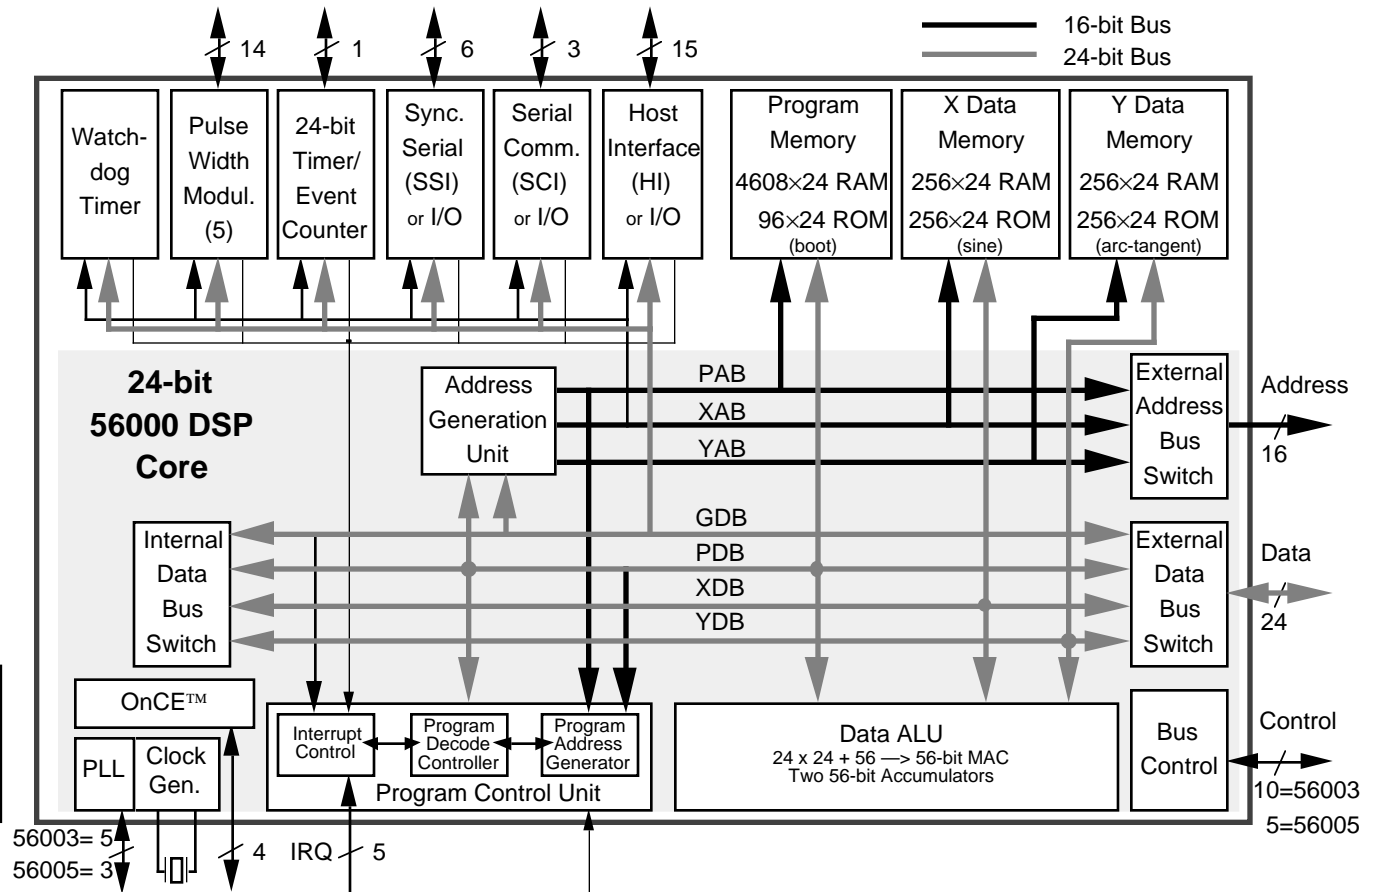 16-bit Bus
24-bit Bus
14
1
6
3
15
Watch-
dog
Timer
Pulse
Width
Modul.
(5)
24-bit
Timer/
Event
Counter
Sync.
Serial
(SSI)
or I/O
Serial
Comm.
(SCI)
or I/O
Host
Interface
(HI)
or I/O
Program
Memory
4608×24 RAM
96×24 ROM
(boot)
X Data
Memory
256×24 RAM
256×24 ROM
(sine)
Y Data
Memory
256×24 RAM
256×24 ROM
(arc-tangent)
24-bit
56000 DSP
Core
Address
Generation
Unit
PAB
XAB
YAB
External
Address
Bus
Switch
Address
16
Internal
Data
Bus
Switch
GDB
PDB
XDB
YDB
External
Data
Bus
Switch
Data
24
OnCE™
PLL
Clock
Gen.
Interrupt
Control
Program
Decode
Controller
Program
Address
Generator
Program Control Unit
Data ALU
24 x 24 + 56 —> 56-bit MAC
Two 56-bit Accumulators
Bus
Control
Control
10=56003
5=56005
56003= 5
56005= 3
4
IRQ
5